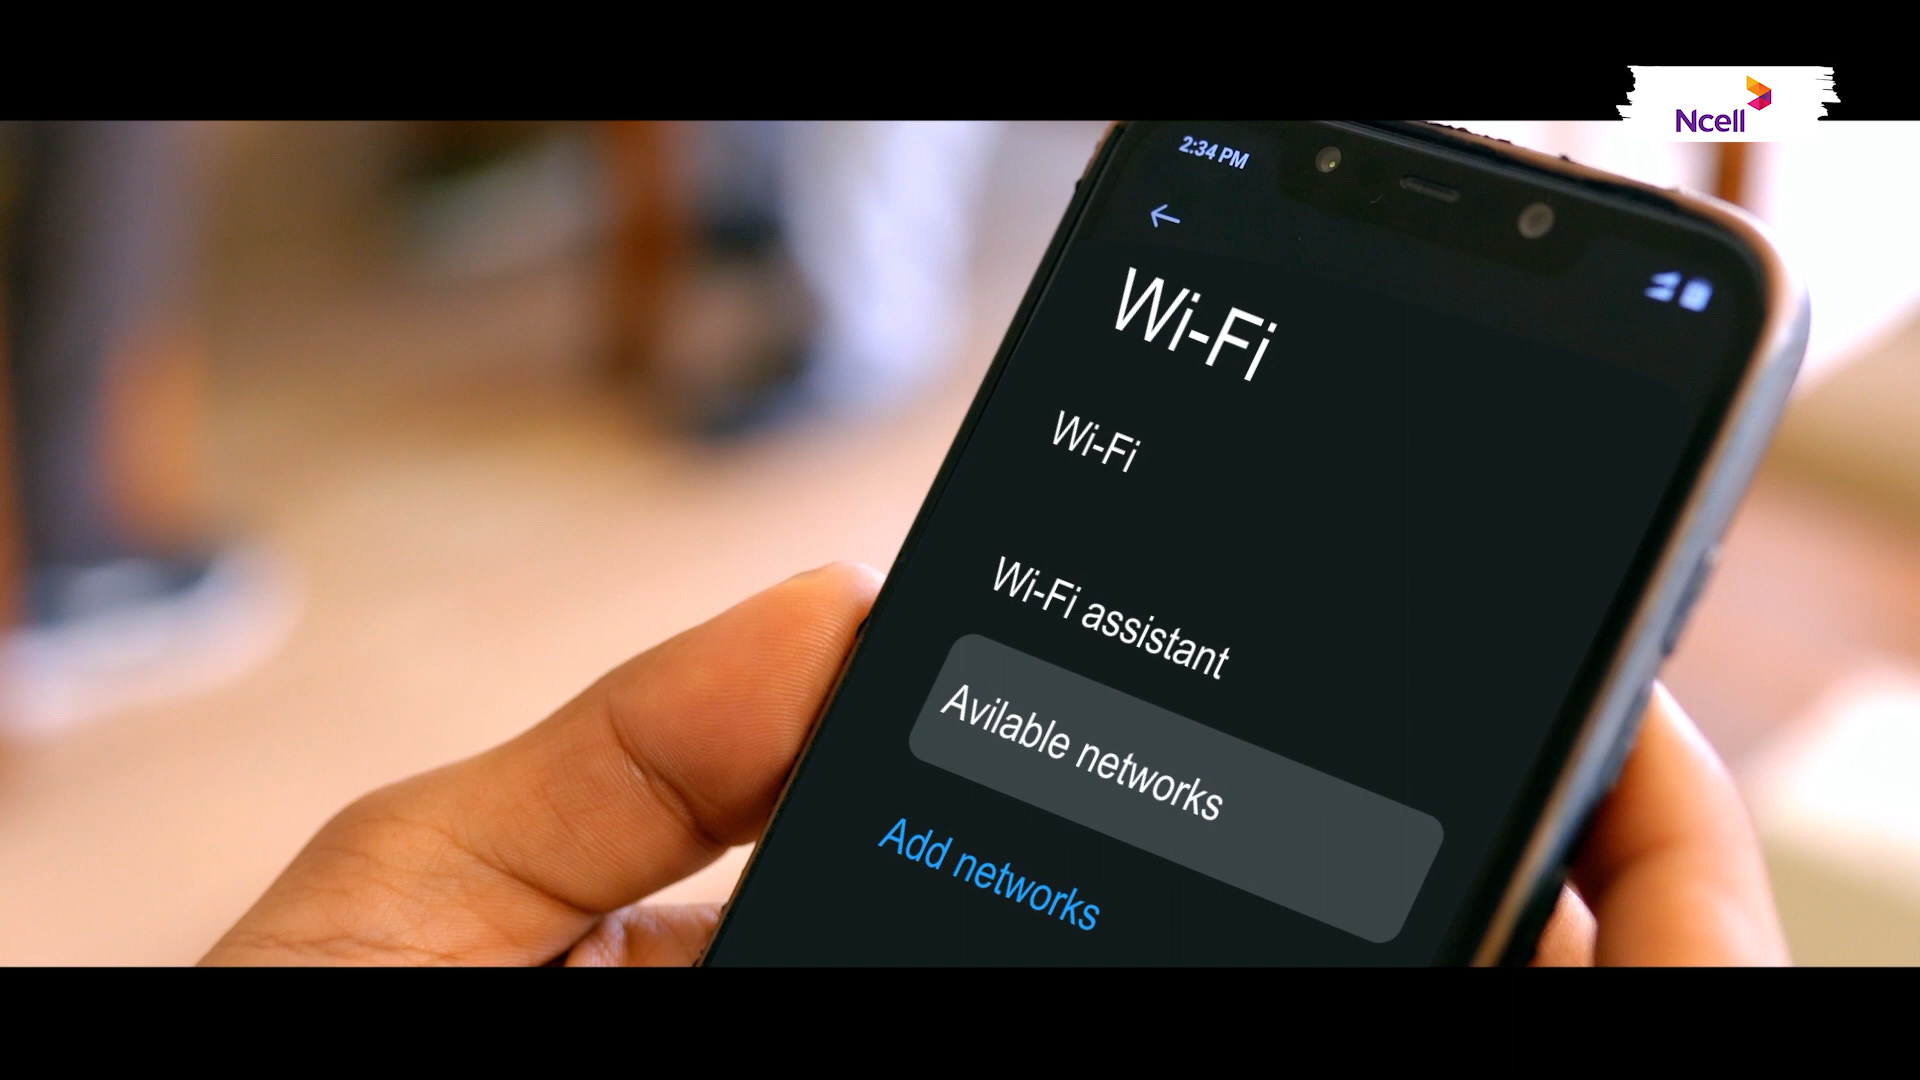 Ncell
2:34 PM
Wi-Fi
Wi-Fi
Wi-Fi assistant
Avilable networks
Add networks